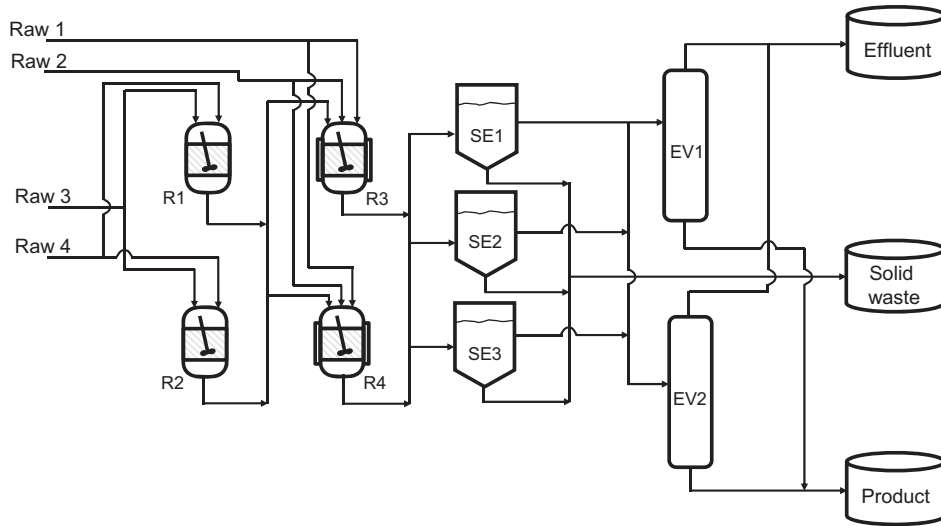 Raw 1
Raw 2
Raw 3
Raw 4
R1
R2
R3
R4
SE1
SE2
SE3
EV1
EV2
Effluent
Solid
waste
Product